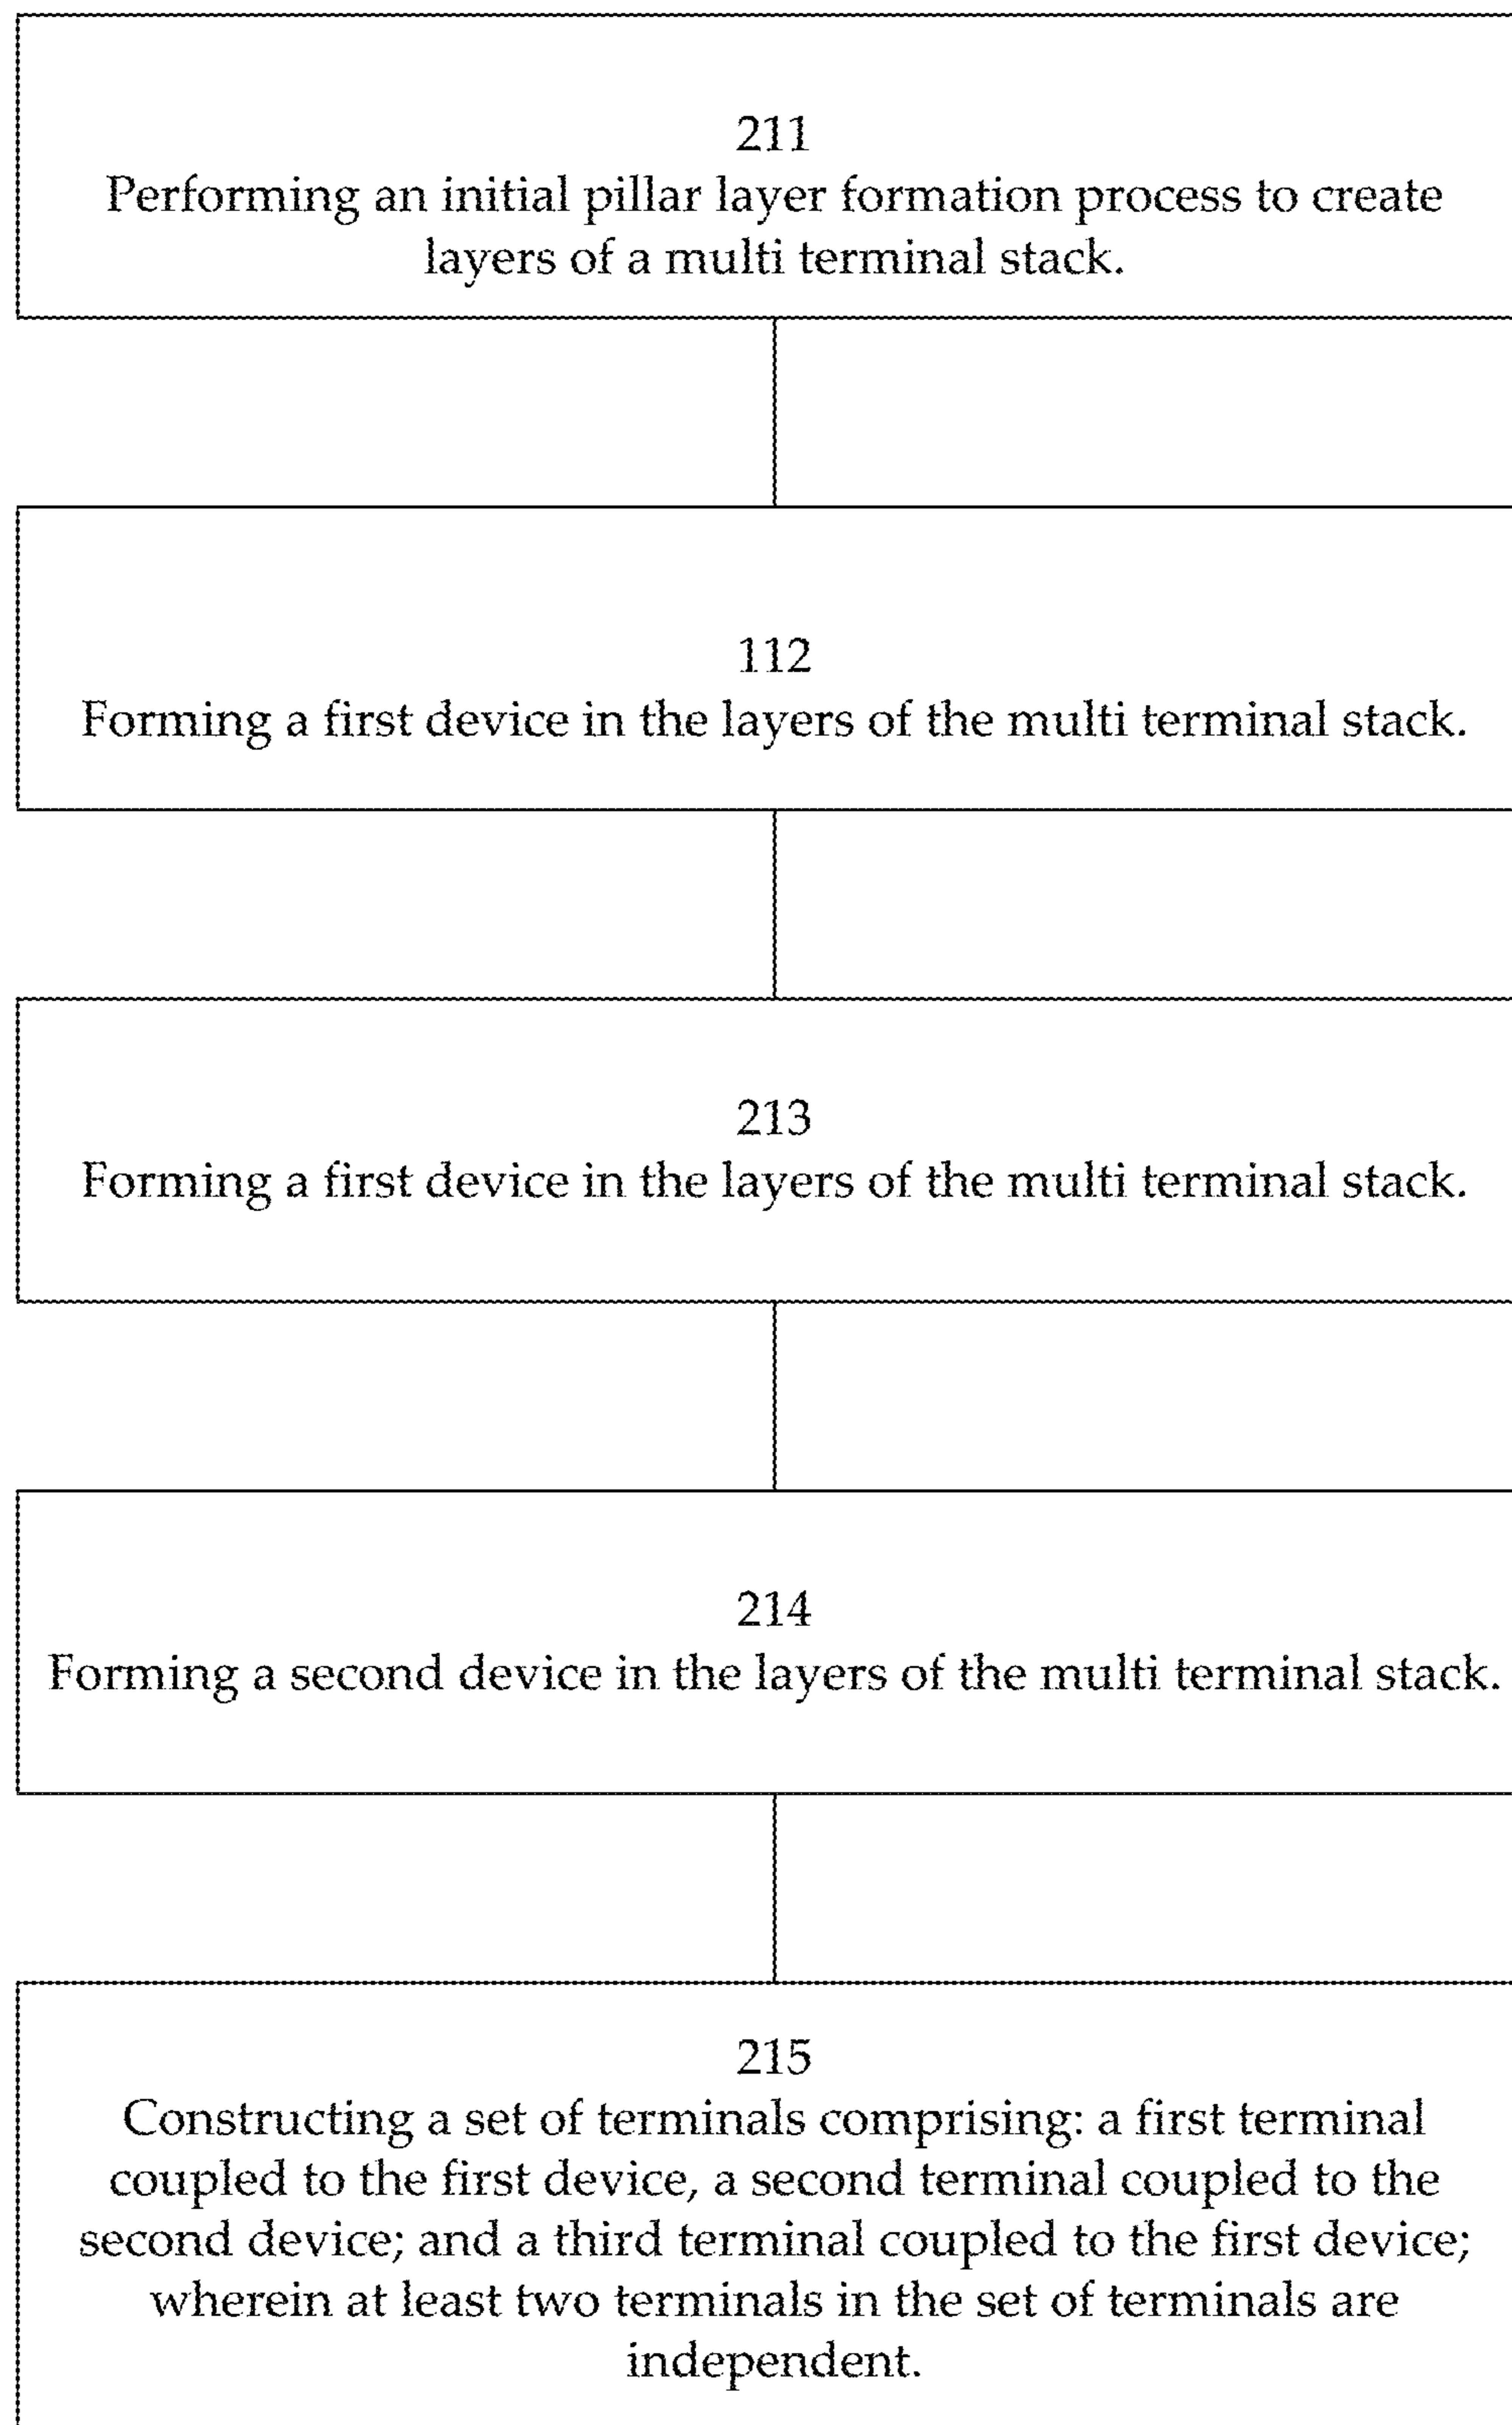 211
Performing an initial pillar layer formation process to create
layers of a multi terminal stack.
112
Forming a first device in the layers of the multi terminal stack.
213
Forming a first device in the layers of the multi terminal stack.
214
Forming a second device in the layers of the multi terminal stack.
215
Constructing a set of terminals comprising: a first terminal
coupled to the first device, a second terminal coupled to the
second device; and a third terminal coupled to the first device;
wherein at least two terminals in the set of terminals are
independent.